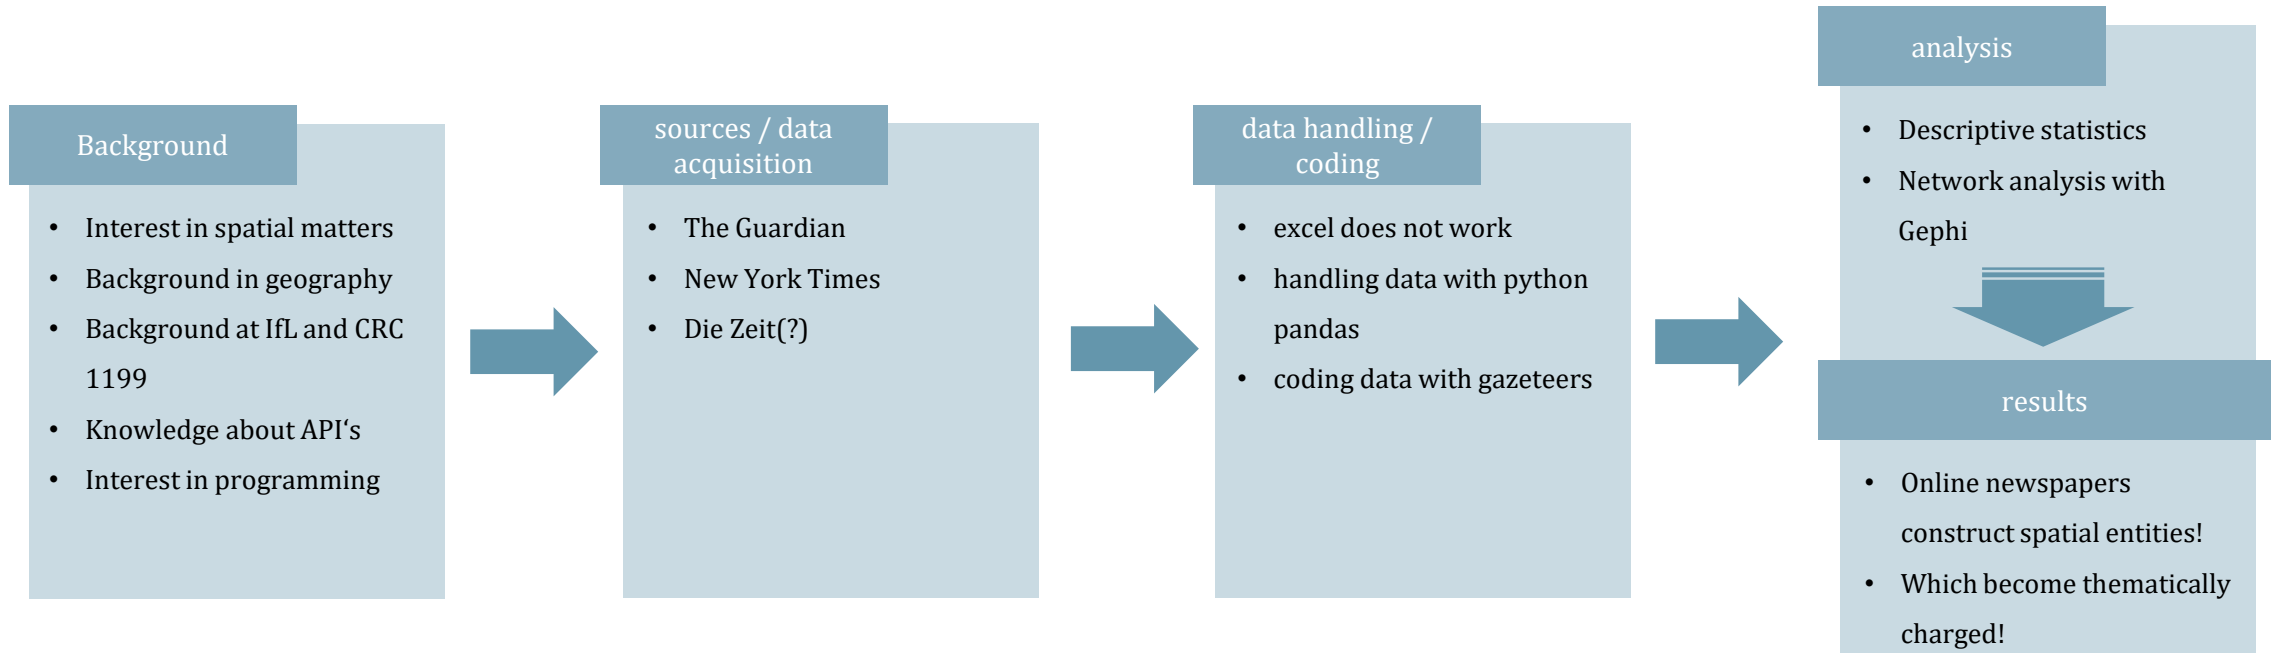 Background
• Interest in spatial matters
• Background in geography
• Background at IfL and CRC
1199
• Knowledge about API‘s
• Interest in programming
sources / data
acquisition
• The Guardian
• New York Times
• Die Zeit(?)
data handling /
coding
• excel does not work
• handling data with python
pandas
• coding data with gazeteers
analysis
• Descriptive statistics
• Network analysis with
Gephi
results
• Online newspapers
construct spatial entities!
• Which become thematically
charged!